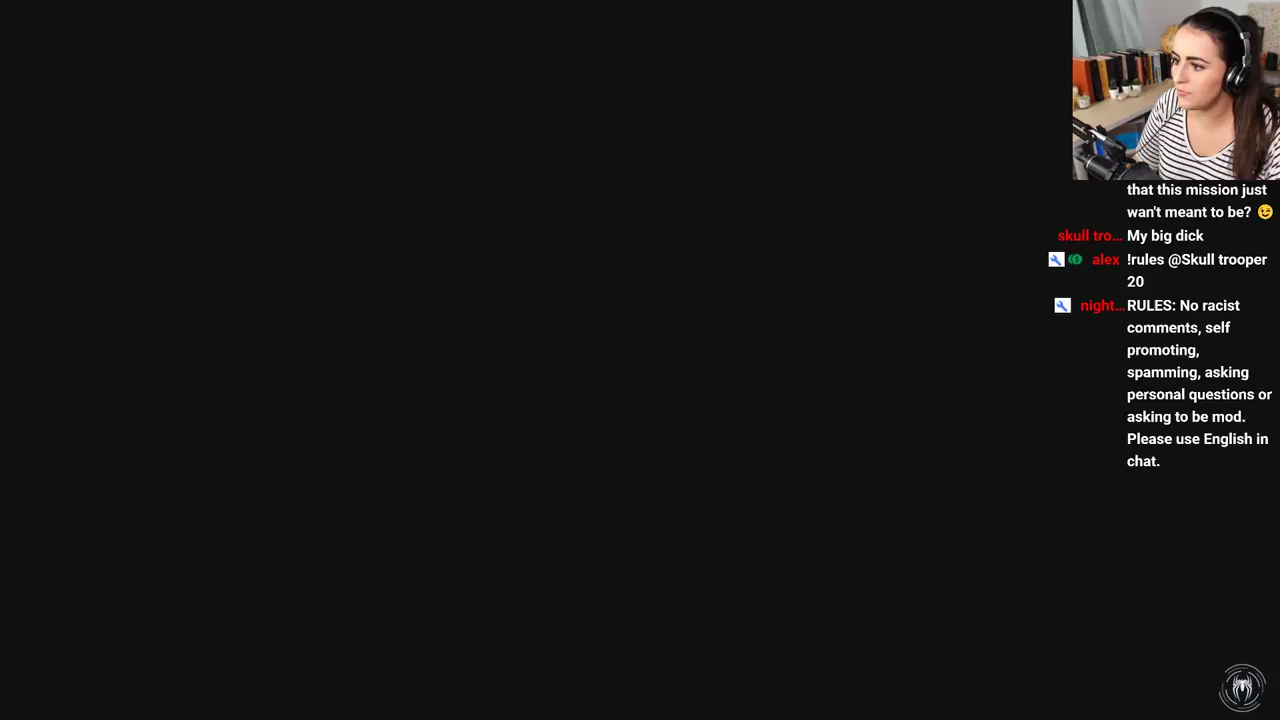 that this mission just
wan't meant to be? 😉
skull tro... My big dick
alex !rules @Skull trooper
20
night... RULES: No racist
comments, self
promoting,
spamming, asking
personal questions or
asking to be mod.
Please use English in
chat.